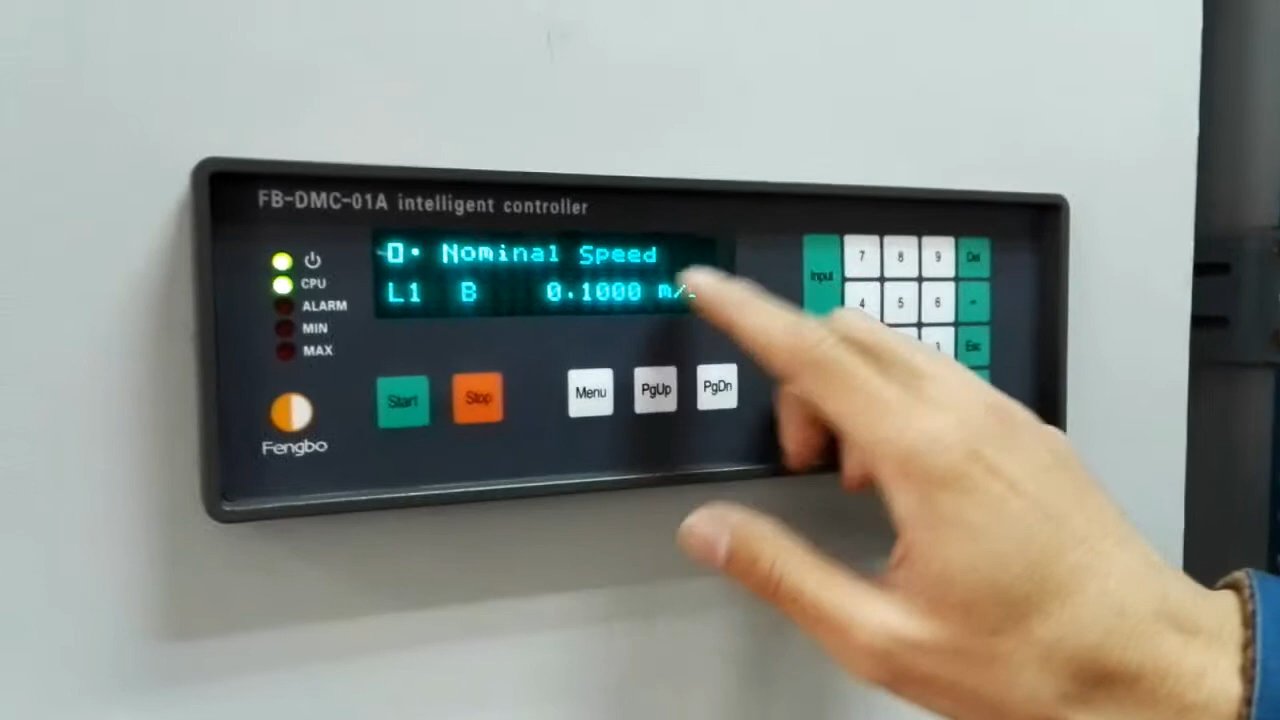 FB-DMC-01A intelligent controller
Nominal Speed
L1 B 0.1000
CPU
ALARM
MIN
MAX
Start
Stop
Menu
PgUp
PgDn
Fengbo
Input
7 8 9 Del
4 5 6
Esc